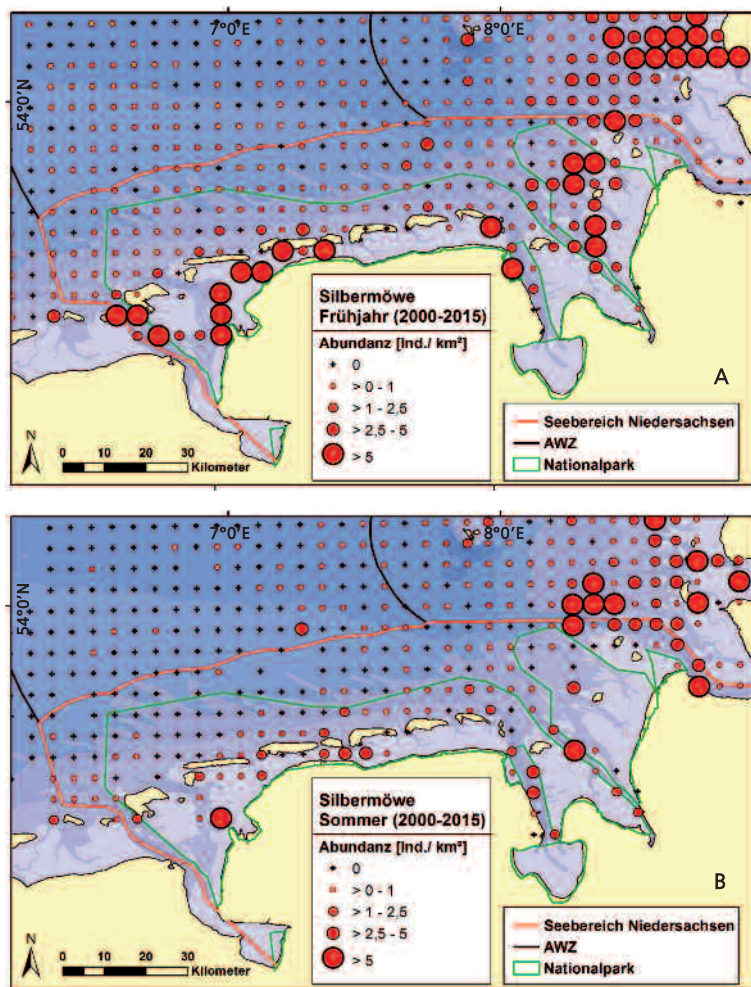 7°0'E
8°0'E
54°0'N
Silbermöwe
Frühjahr (2000-2015)
Abundanz [Ind./ km²]
0
> 0 - 1
> 1 - 2,5
> 2,5 - 5
> 5
A
N
0 5 10 20 30
Kilometer
Seebereich Niedersachsen
AWZ
Nationalpark
7°0'E
8°0'E
54°0'N
Silbermöwe
Sommer (2000-2015)
Abundanz [Ind./ km²]
0
> 0 - 1
> 1 - 2,5
> 2,5 - 5
> 5
B
N
0 5 10 20 30
Kilometer
Seebereich Niedersachsen
AWZ
Nationalpark